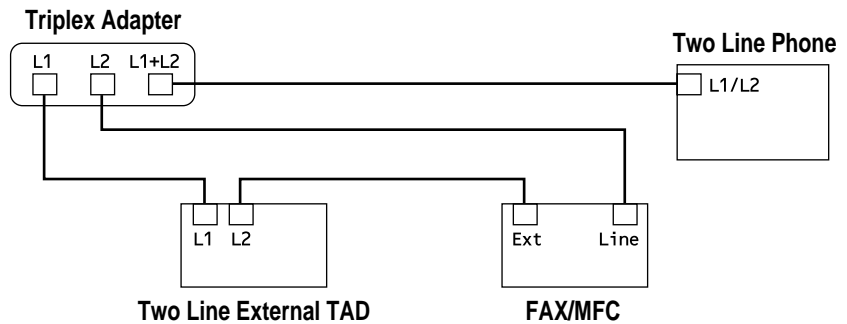 Triplex Adapter
L1 L2 L1+L2
Two Line Phone
L1/L2
L1 L2
Ext Line
Two Line External TAD
FAX/MFC